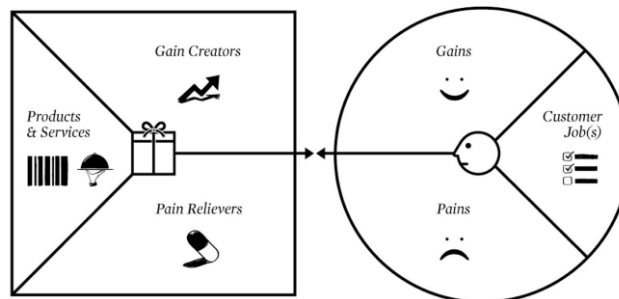 Gain Creators
Products
& Services
Pain Relievers
Gains
Customer
Job(s)
Pains